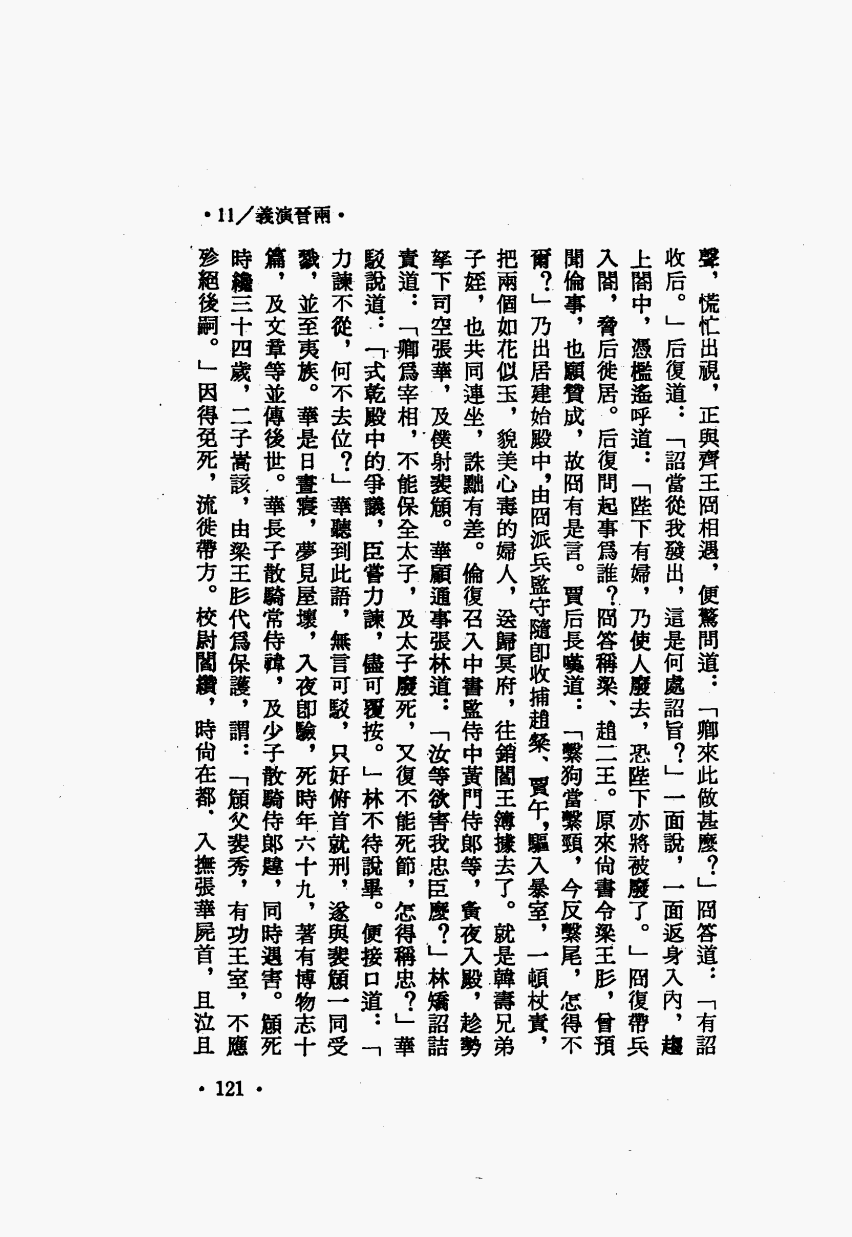 ·11／義演晉兩·
聲，慌忙出視，正與齊王冏相遇，便驚問道：「卿來此做甚麼？」冏答道：「有詔
收后。」后復道：「詔當從我發出，這是何處詔旨？」一面說，一面返身入內，趨
上閣中，憑檻遙呼道：「陛下有婦，乃使人廢去，恐陛下亦將被廢了。」冏復帶兵
入閣，脅后徙居。后復問起事爲誰？冏答稱梁、趙二王。原來尙書令梁王肜，曾預
聞倫事，也願贊成，故冏有是言。賈后長嘆道：「繫狗當繫頸，今反繫尾，怎得不
爾？」乃出居建始殿中，由冏派兵監守隨卽收捕趙粲、賈午，驅入暴室，一頓杖責，
把兩個如花似玉，貌美心毒的婦人，送歸冥府，往銷閻王簿據去了。就是韓壽兄弟
子姪，也共同連坐，誅黜有差。倫復召入中書監侍中黃門侍郞等，夤夜入殿，趁勢
拏下司空張華，及僕射裴頠。華顧通事張林道：「汝等欲害我忠臣麼？」林矯詔詰
責道：「卿爲宰相，不能保全太子，及太子廢死，又復不能死節，怎得稱忠？」華
駁說道：「式乾殿中的爭議，臣嘗力諫，儘可覆按。」林不待說畢。便接口道：「
力諫不從，何不去位？」華聽到此語，無言可駁，只好俯首就刑，遂與裴頠一同受
戮，並至夷族。華是日晝寢，夢見屋壞，入夜卽驗，死時年六十九，著有博物志十
篇，及文章等並傳後世。華長子散騎常侍禕，及少子散騎侍郞韙，同時遇害。頠死
時纔三十四歲，二子嵩該，由梁王肜代爲保護，謂：「頠父裴秀，有功王室，不應
殄絕後嗣。」因得免死，流徙帶方。校尉閻纘，時尙在都．入撫張華屍首，且泣且
·121·